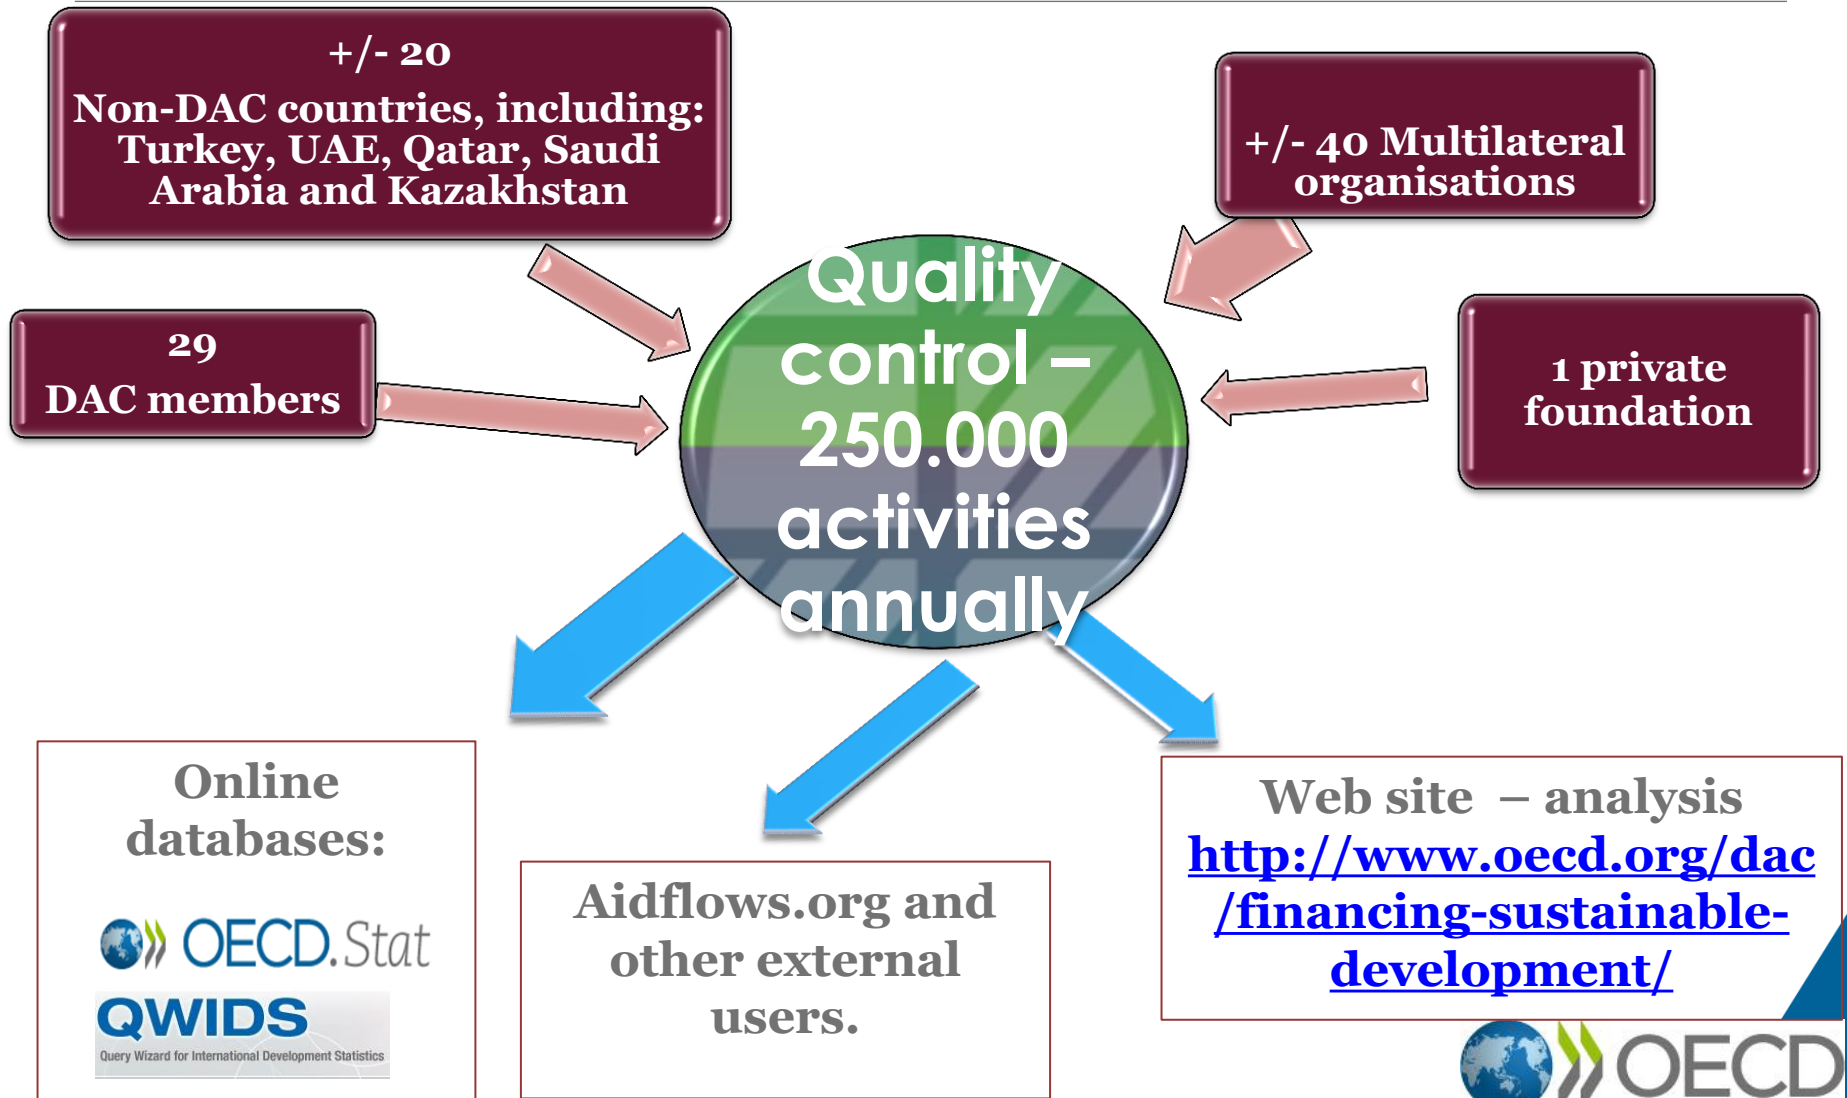 +/- 20
Non-DAC countries, including:
Turkey, UAE, Qatar, Saudi
Arabia and Kazakhstan
+/- 40 Multilateral
organisations
29
DAC members
1 private
foundation
Quality
control –
250.000
activities
annually
Online
databases:
OECD.Stat
QWIDS
Query Wizard for International Development Statistics
Aidflows.org and
other external
users.
Web site – analysis
http://www.oecd.org/dac
/financing-sustainable-
development/
OECD